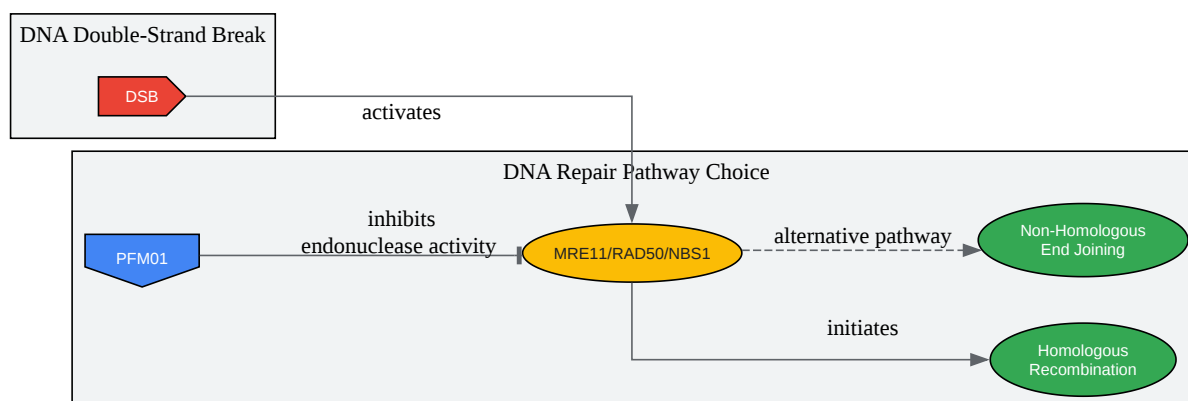 DNA Double-Strand Break
DSB
activates
DNA Repair Pathway Choice
PFM01
inhibits
endonuclease activity
MRE11/RAD50/NBS1
alternative pathway
Non-Homologous
End Joining
initiates
Homologous
Recombination